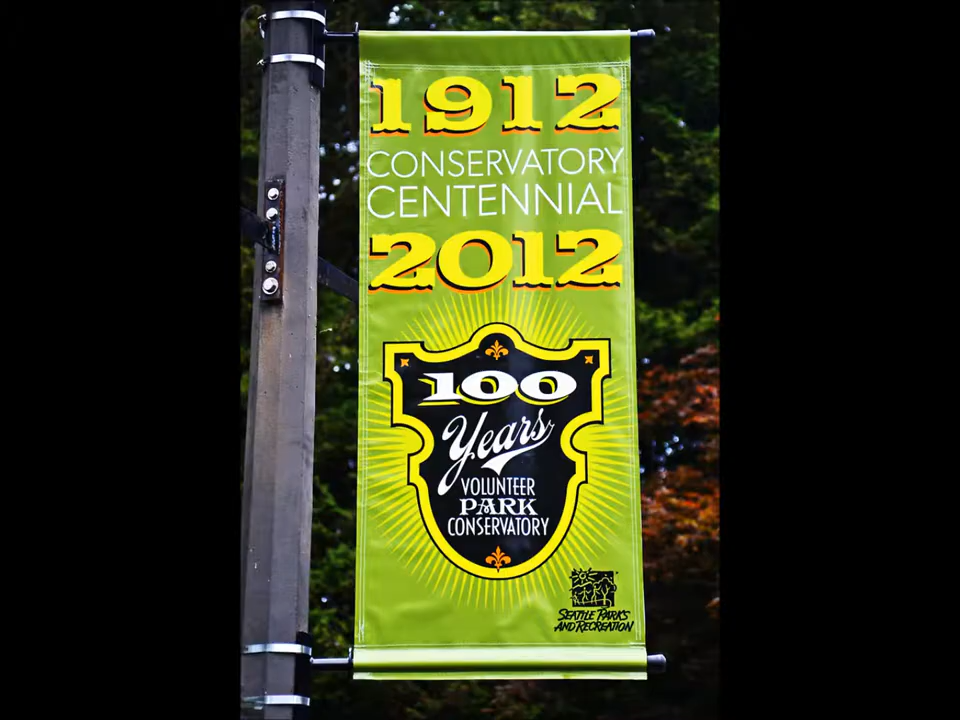 1912
CONSERVATORY
CENTENNIAL
2012
100
Years
VOLUNTEER
PARK
CONSERVATORY
SEATTLE PARKS
AND RECREATION